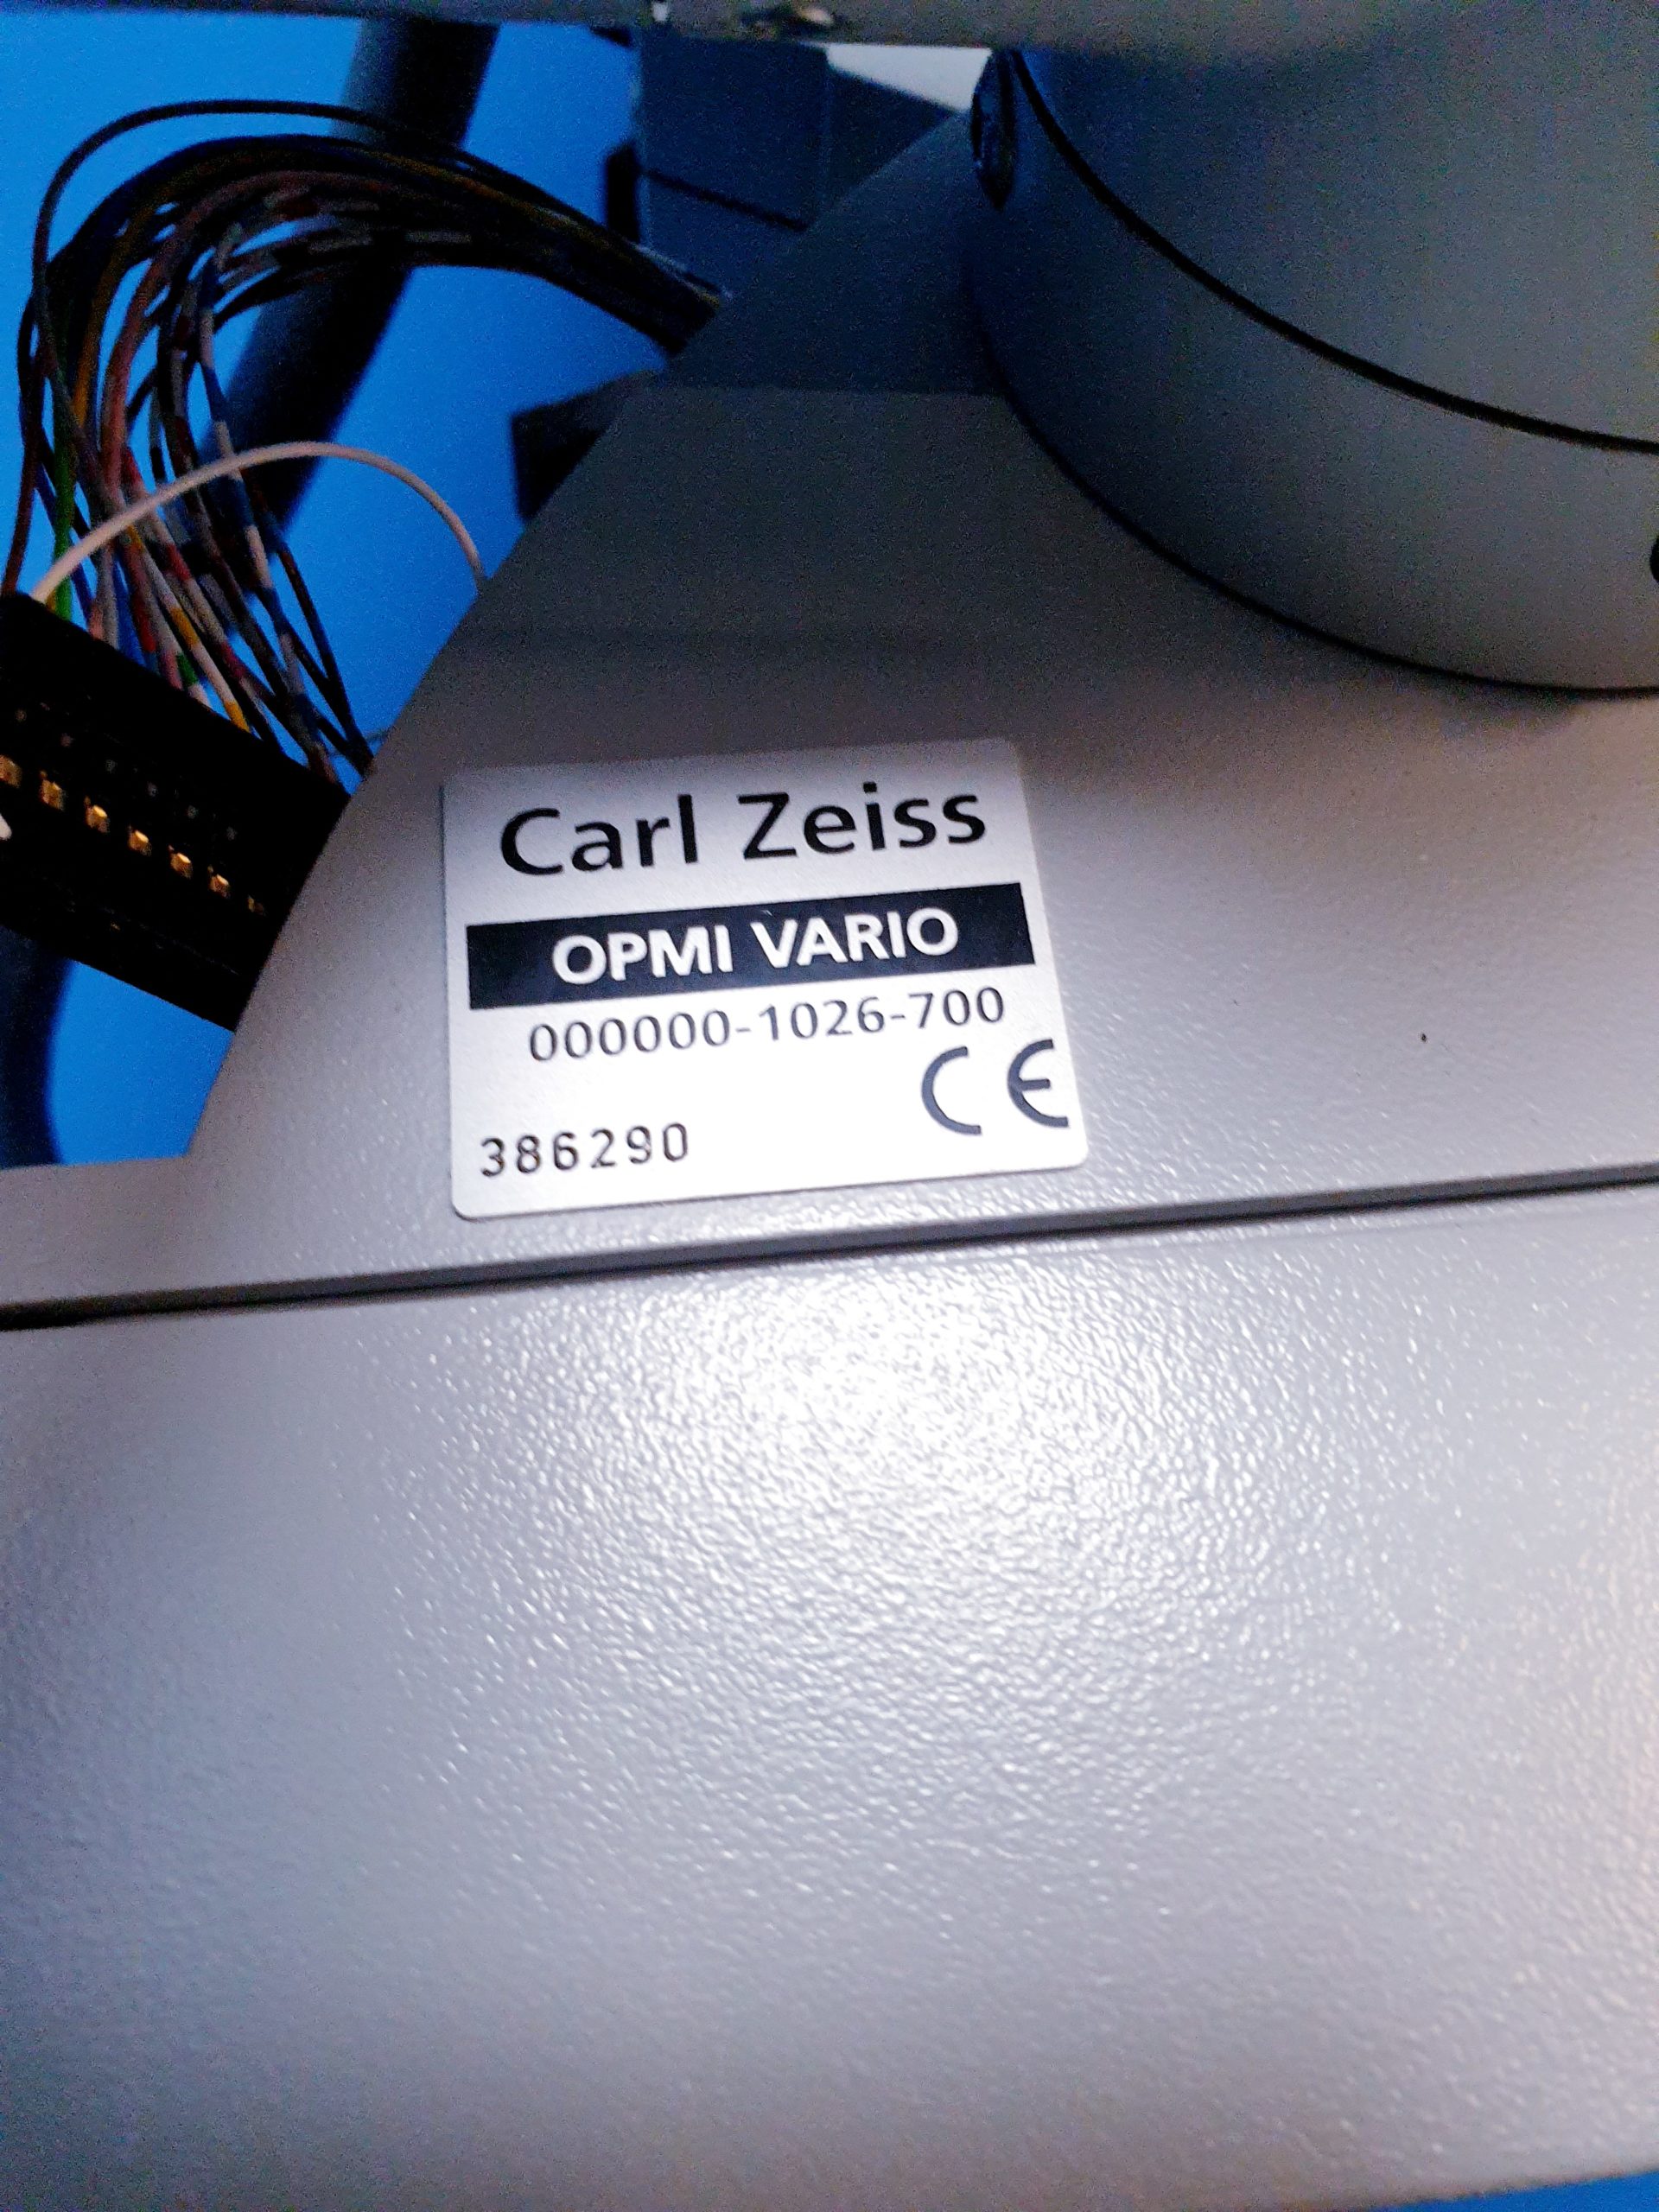 Carl Zeiss
OPMI VARIO
000000-1026-700
CE
386290